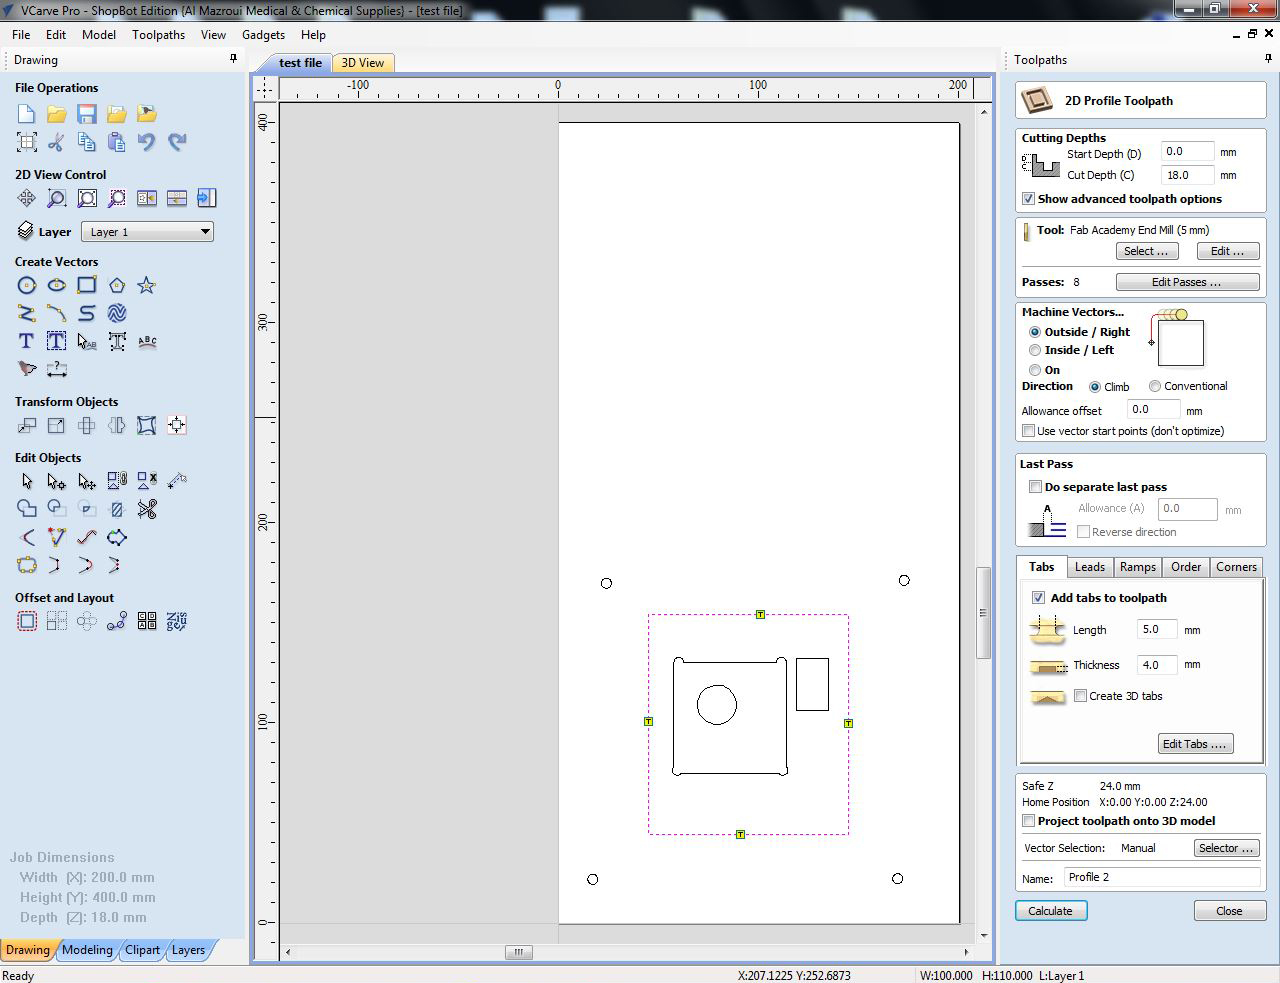 VCarve Pro - ShopBot Edition {Al Mazroui Medical & Chemical Supplies} - [test file]
File Edit Model Toolpaths View Gadgets Help
Drawing
File Operations
2D View Control
Layer Layer 1
Create Vectors
Transform Objects
Edit Objects
Offset and Layout
Job Dimensions
Width (X): 200.0 mm
Height (Y): 400.0 mm
Depth (Z): 18.0 mm
Drawing Modeling Clipart Layers
Ready
test file 3D View
-100 0 100 200
400
300
200
100
0
T
T
T
T
X:207.1225 Y:252.6873
W:100.000 H:110.000 L:Layer 1
Toolpaths
2D Profile Toolpath
Cutting Depths
Start Depth (D) 0.0 mm
Cut Depth (C) 18.0 mm
Show advanced toolpath options
Tool: Fab Academy End Mill (5 mm)
Select ... Edit ...
Passes: 8 Edit Passes ...
Machine Vectors...
Outside / Right
Inside / Left
On
Direction Climb Conventional
Allowance offset 0.0 mm
Use vector start points (don't optimize)
Last Pass
Do separate last pass
A Allowance (A) 0.0 mm
Reverse direction
Tabs Leads Ramps Order Corners
Add tabs to toolpath
Length 5.0 mm
Thickness 4.0 mm
Create 3D tabs
Edit Tabs ....
Safe Z 24.0 mm
Home Position X:0.00 Y:0.00 Z:24.00
Project toolpath onto 3D model
Vector Selection: Manual Selector ...
Name: Profile 2
Calculate Close